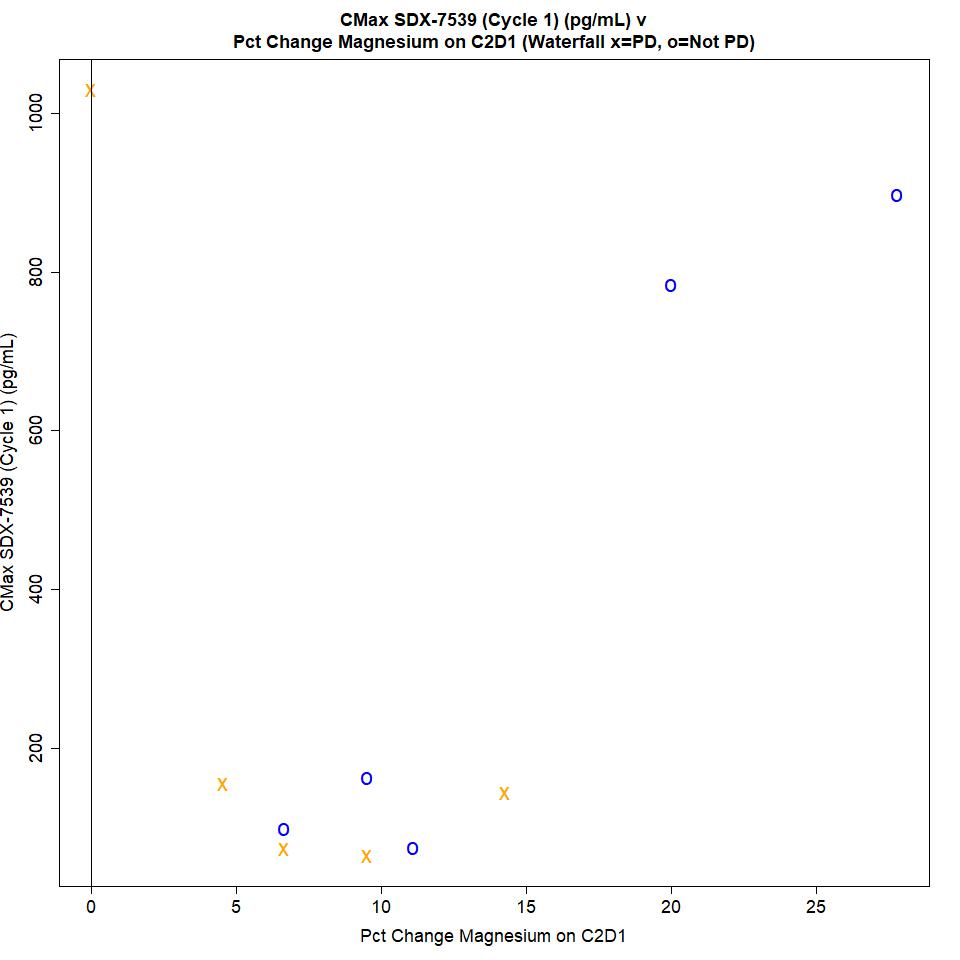 CMax SDX-7539 (Cycle 1) (pg/mL) v
Pct Change Magnesium on C2D1 (Waterfall x=PD, o=Not PD)
CMax SDX-7539 (Cycle 1) (pg/mL)
1000
800
600
400
200
X
O
O
X
O
X
O
X
O
X
0
5
10
15
20
25
Pct Change Magnesium on C2D1